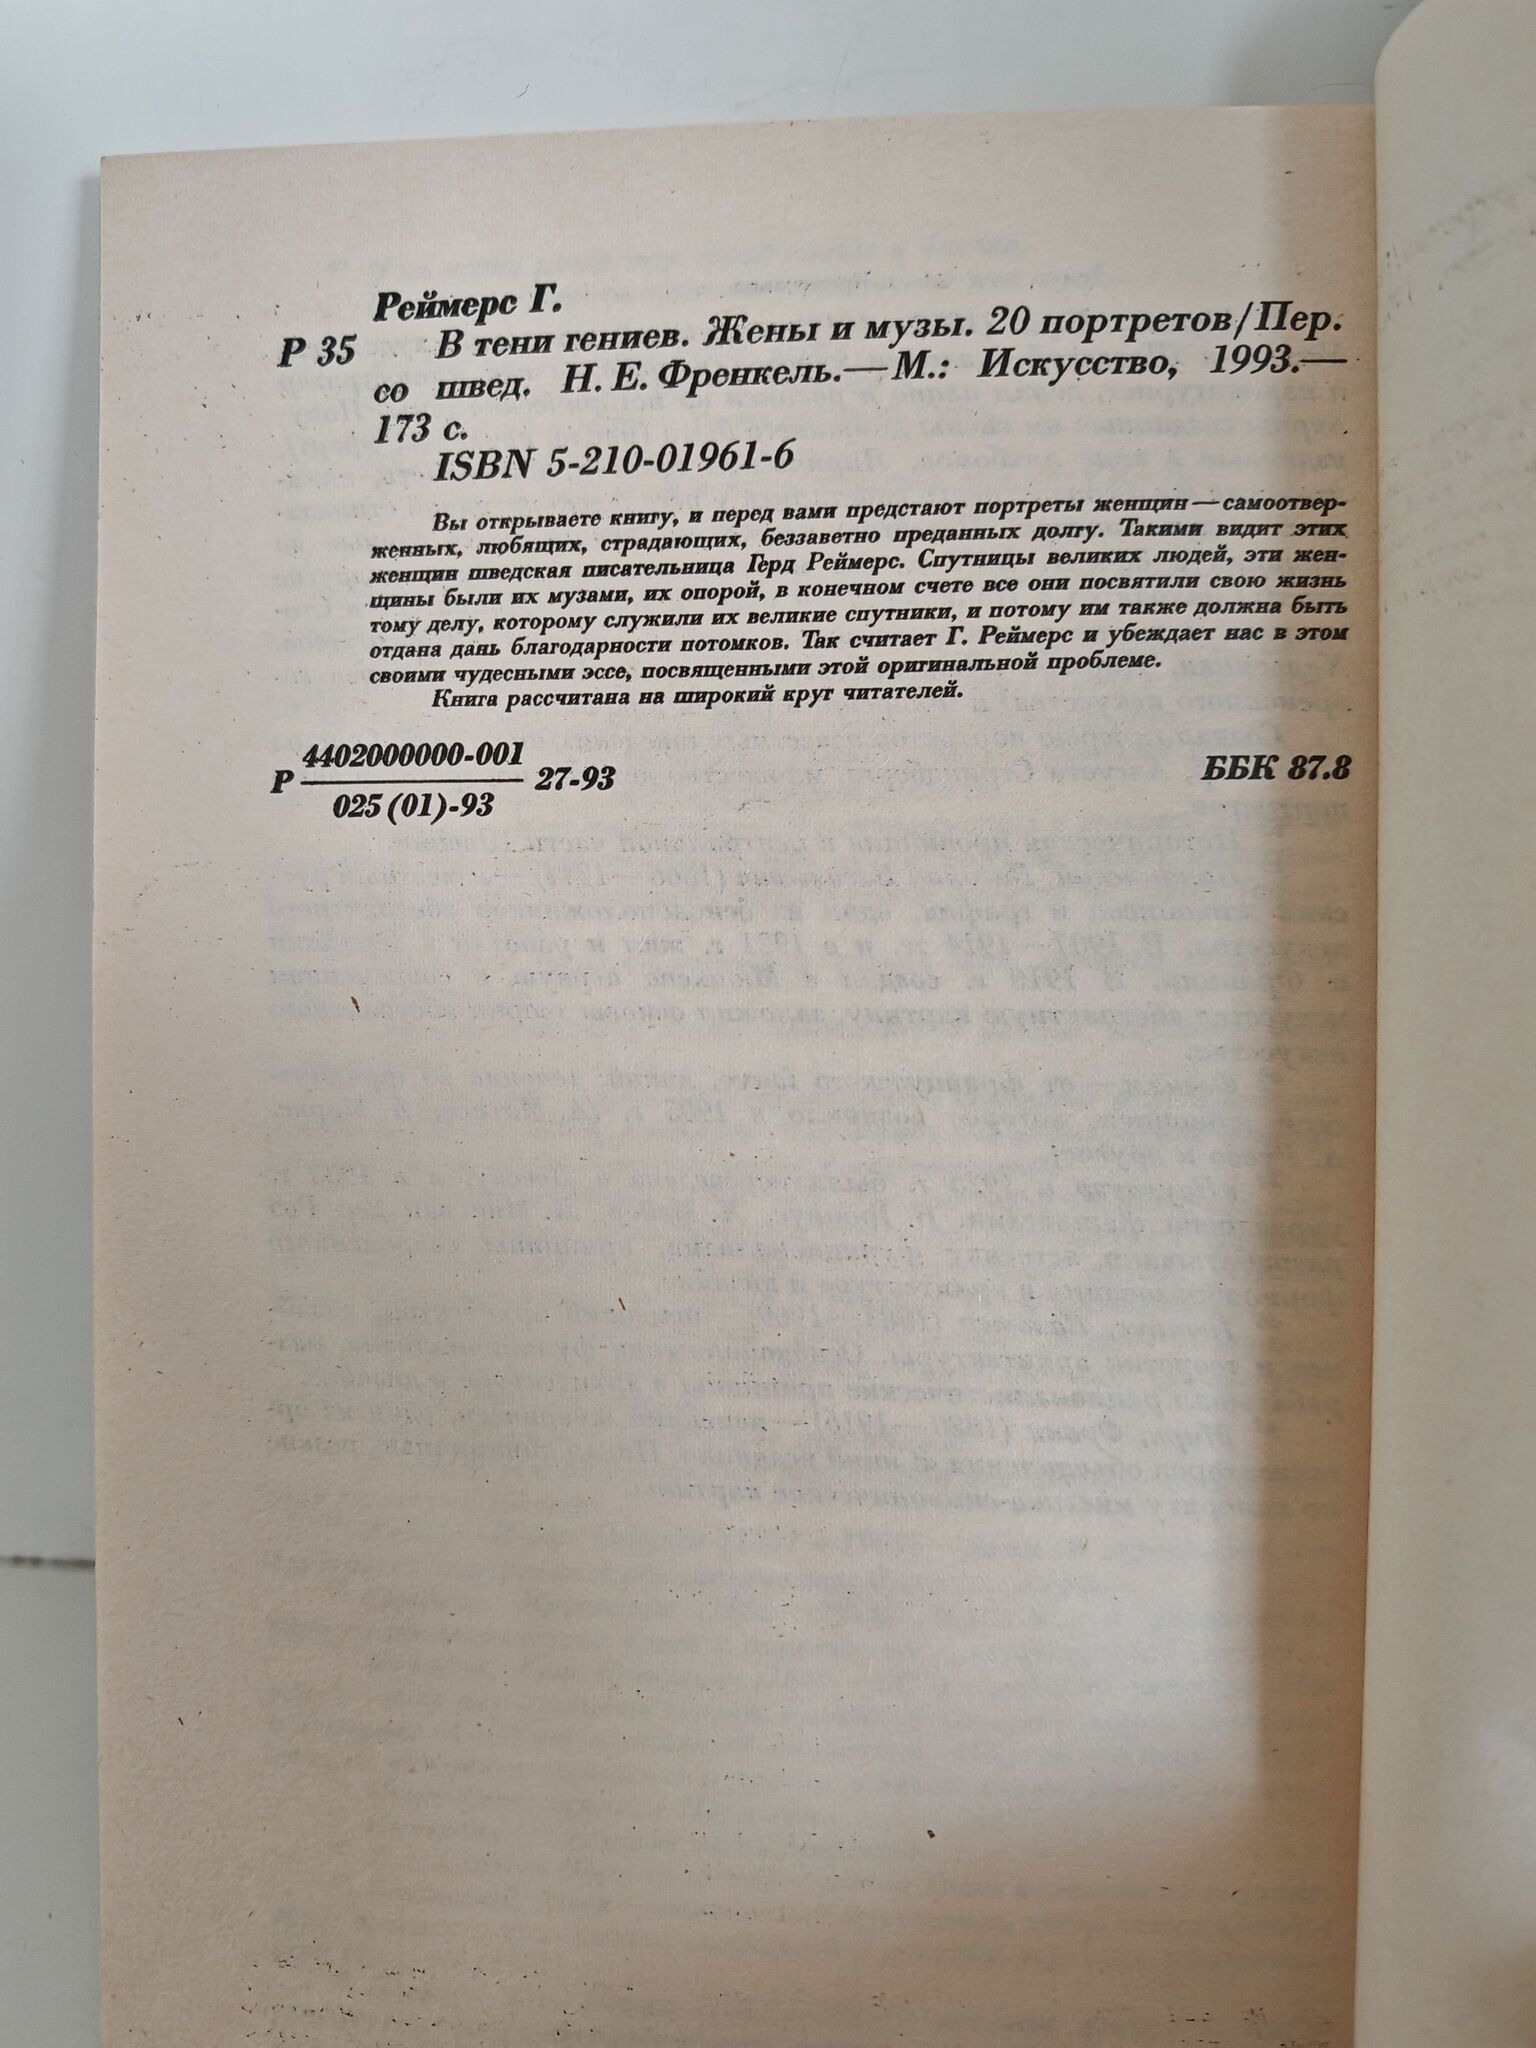 Реймерс Г.
Р 35 В тени гениев. Жены и музы. 20 портретов/Пер.
со швед. Н. Е. Френкель.—М.: Искусство, 1993.—
173 с.
ISBN 5-210-01961-6
Вы открываете книгу, и перед вами предстают портреты женщин—самоотвер-
женных, любящих, страдающих, беззаветно преданных долгу. Такими видит этих
женщин шведская писательница Герд Реймерс. Спутницы великих людей, эти жен-
щины были их музами, их опорой, в конечном счете все они посвятили свою жизнь
тому делу, которому служили их великие спутники, и потому им также должна быть
отдана дань благодарности потомков. Так считает Г. Реймерс и убеждает нас в этом
своими чудесными эссе, посвященными этой оригинальной проблеме.
Книга рассчитана на широкий круг читателей.
4402000000-001
Р 27-93 ББК 87.8
025(01)-93